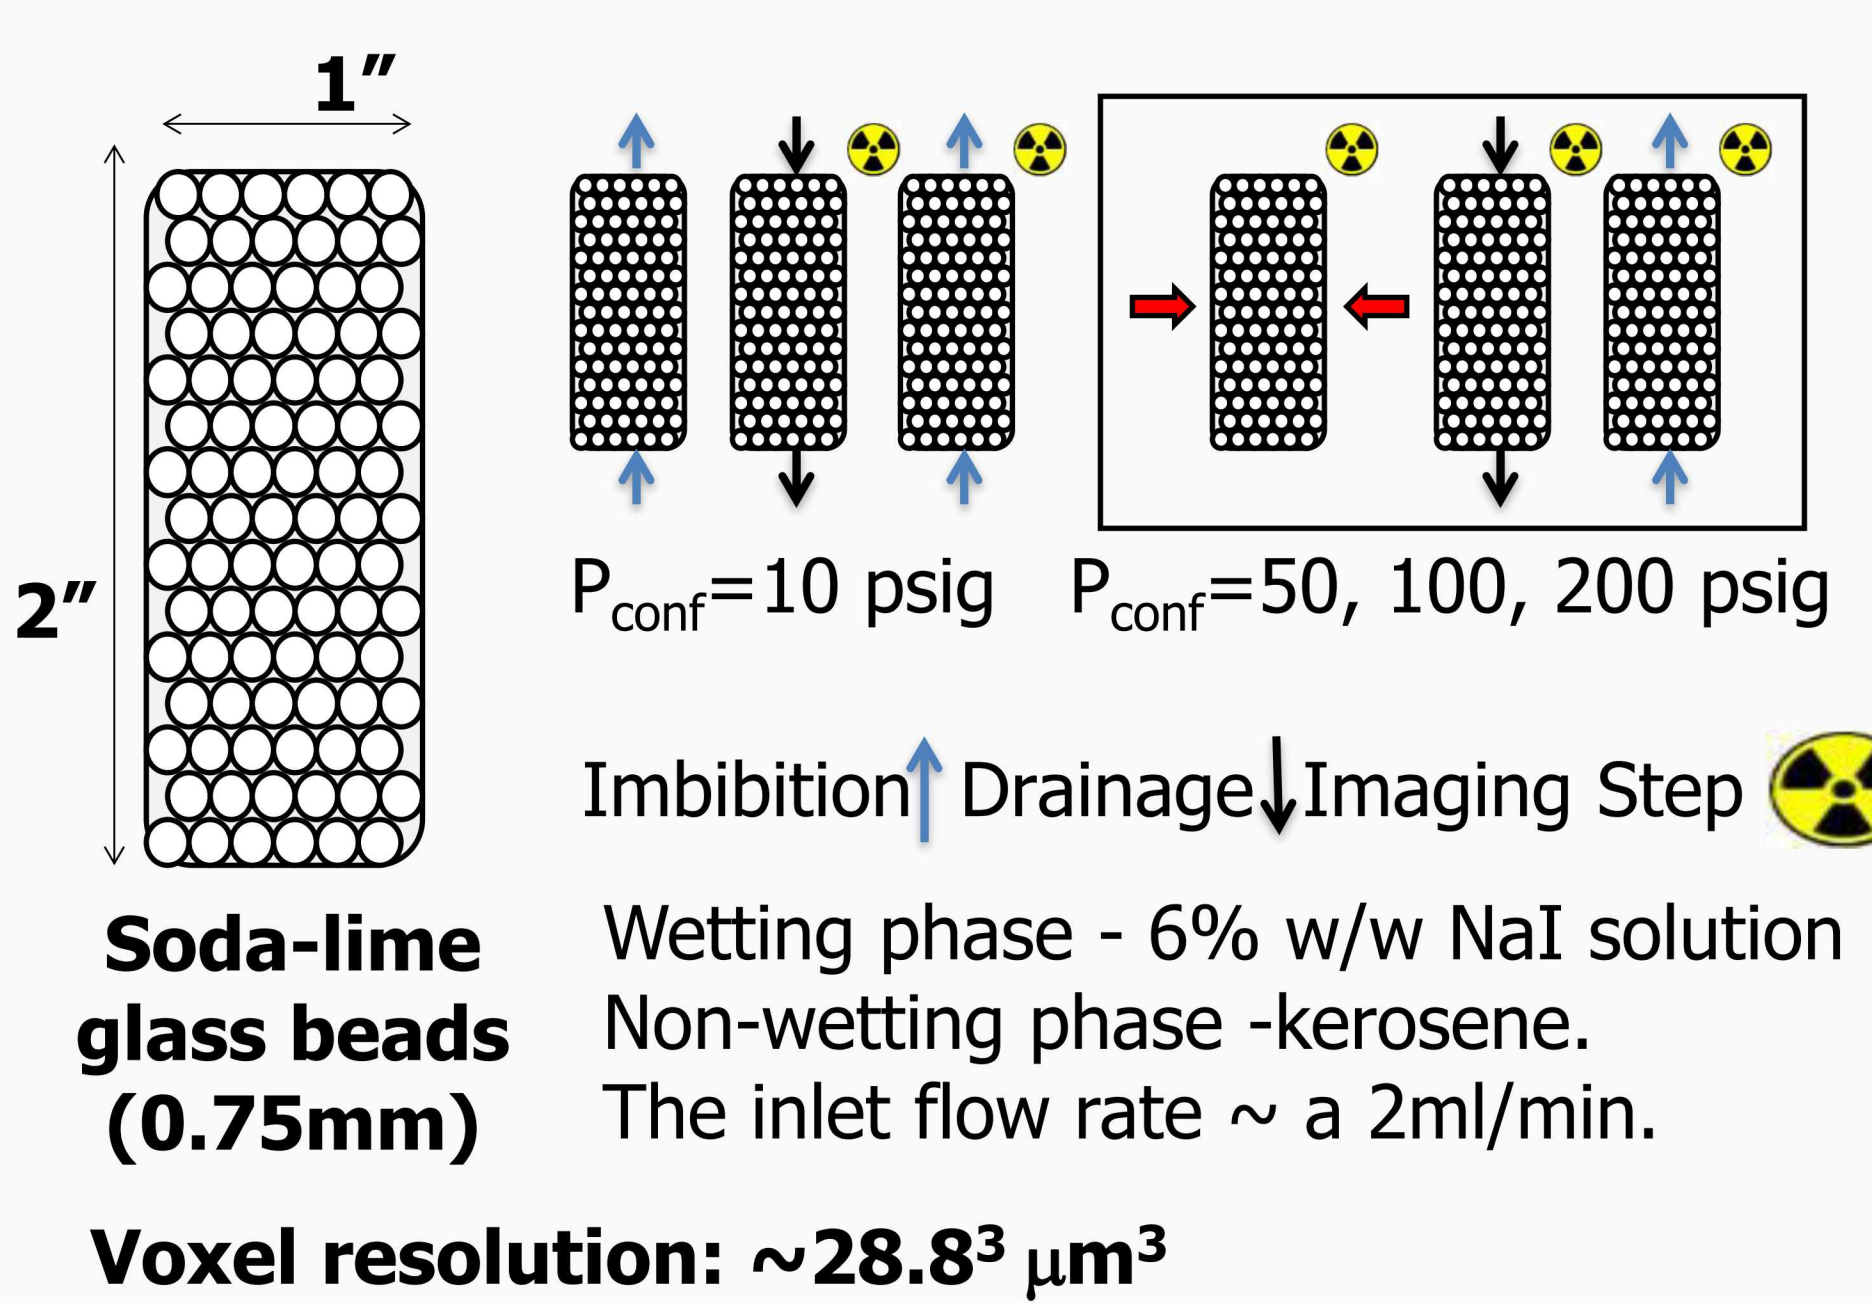 1″
2″
P_conf=10 psig
P_conf=50, 100, 200 psig
Imbibition Drainage Imaging Step
Soda-lime
glass beads
(0.75mm)
Wetting phase - 6% w/w NaI solution
Non-wetting phase -kerosene.
The inlet flow rate ~ a 2ml/min.
Voxel resolution: ~28.8³ μm³